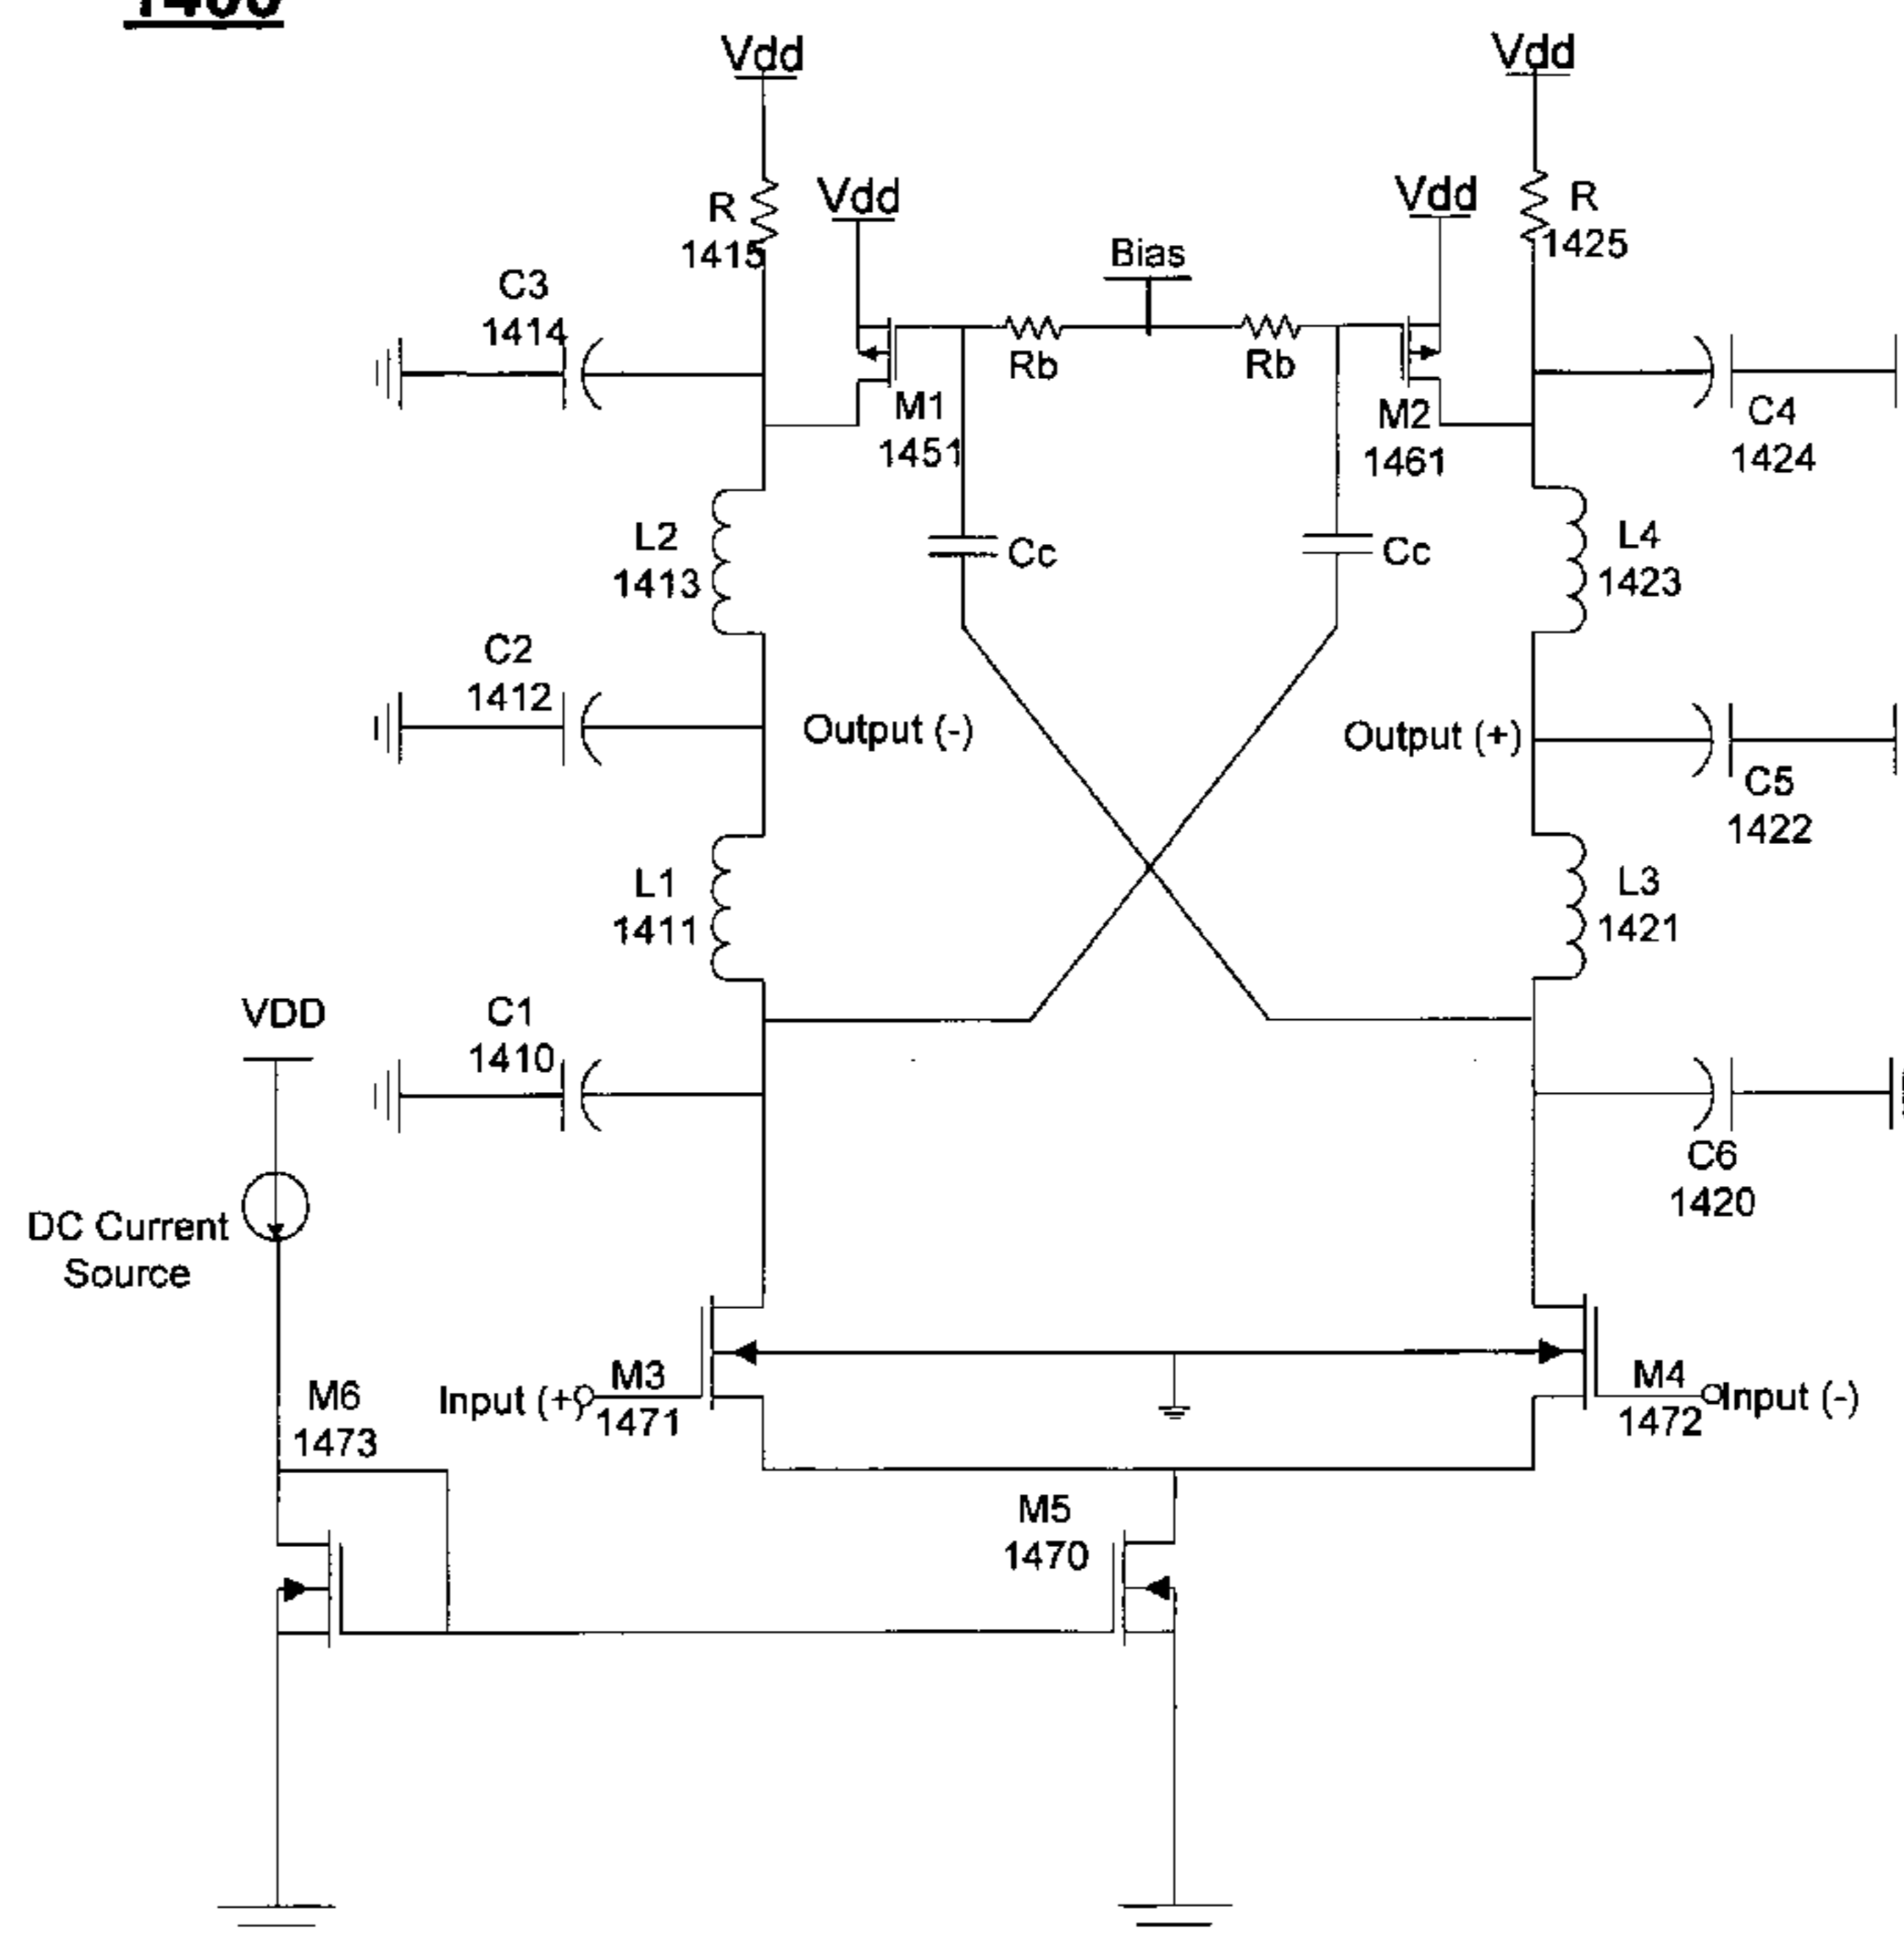 Vdd
Vdd
R
1415
Vdd
Bias
Vdd
R
1425
C3
1414
Rb
Rb
M1
1451
M2
1461
C4
1424
L2
1413
Cc
Cc
L4
1423
C2
1412
Output (-)
Output (+)
C5
1422
L1
1411
L3
1421
VDD
C1
1410
C6
1420
DC Current
Source
M6
1473
Input (+)
M3
1471
M4
1472
Input (-)
M5
1470